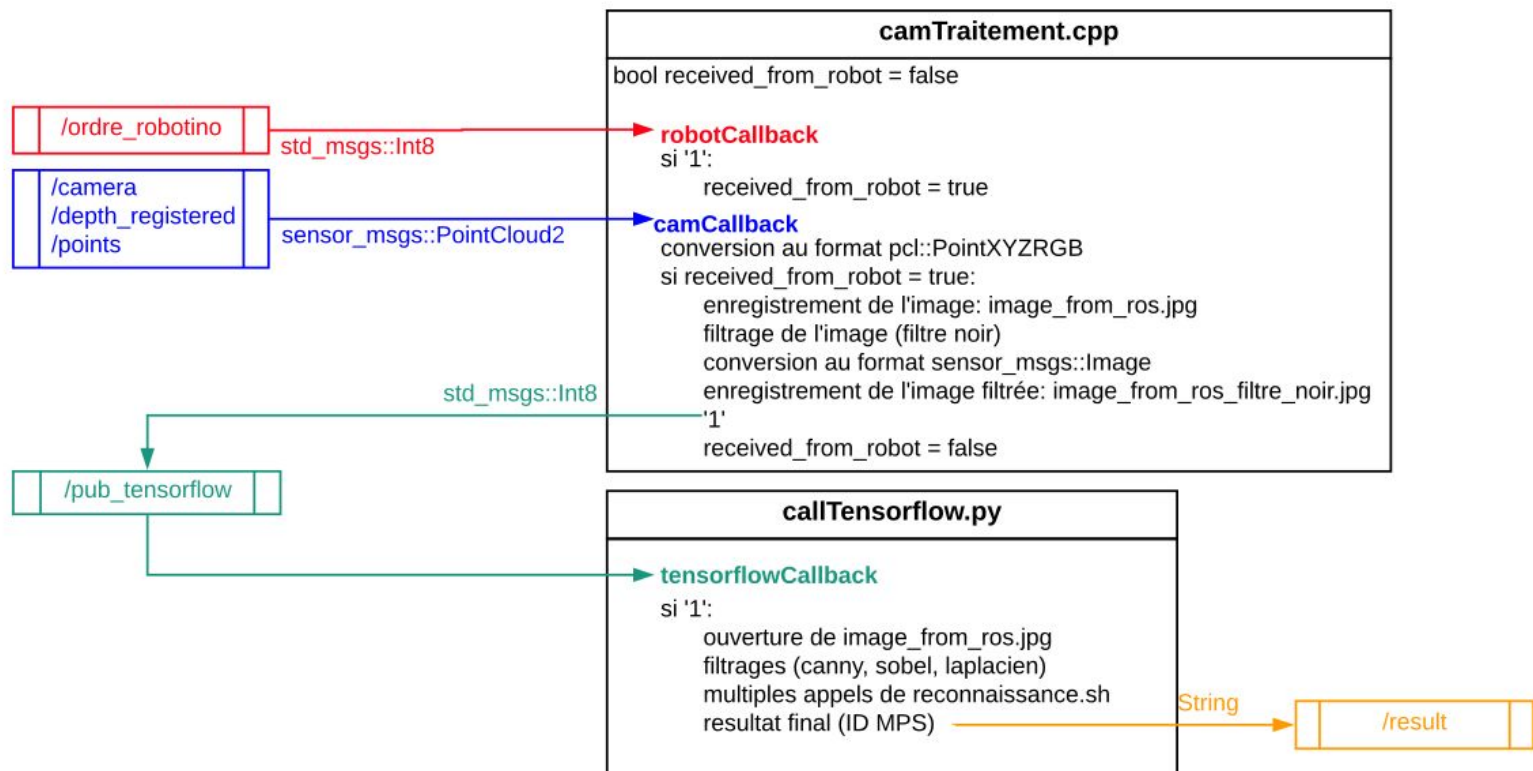 camTraitement.cpp
bool received_from_robot = false
/ordre_robotino
std_msgs::Int8
robotCallback
si '1':
received_from_robot = true
/camera
/depth_registered
/points
sensor_msgs::PointCloud2
camCallback
conversion au format pcl::PointXYZRGB
si received_from_robot = true:
enregistrement de l'image: image_from_ros.jpg
filtrage de l'image (filtre noir)
conversion au format sensor_msgs::Image
enregistrement de l'image filtrée: image_from_ros_filtre_noir.jpg
'1'
received_from_robot = false
std_msgs::Int8
/pub_tensorflow
callTensorflow.py
tensorflowCallback
si '1':
ouverture de image_from_ros.jpg
filtrages (canny, sobel, laplacien)
multiples appels de reconnaissance.sh
resultat final (ID MPS)
String
/result